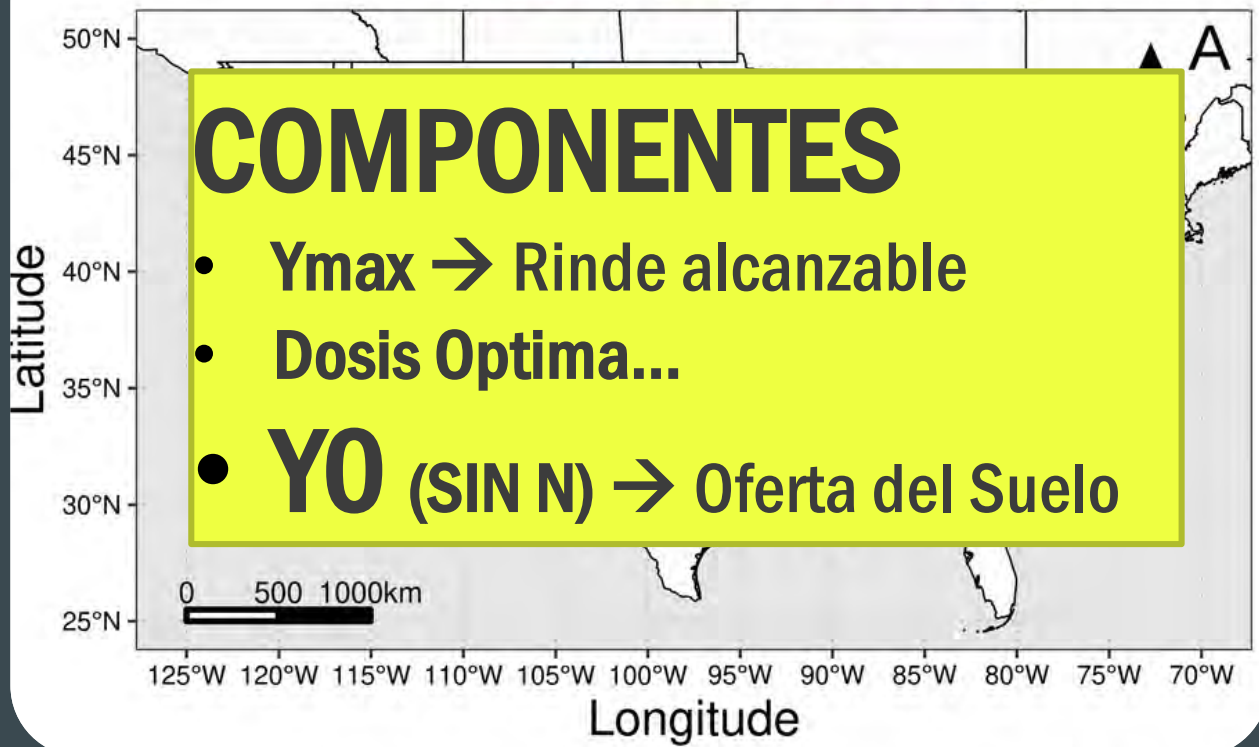 50°N
A
COMPONENTES
45°N
• Ymax → Rinde alcanzable
40°N
Latitude
• Dosis Optima...
35°N
• Y0 (SIN N) → Oferta del Suelo
30°N
0 500 1000km
25°N
125°W 120°W 115°W 110°W 105°W 100°W 95°W 90°W 85°W 80°W 75°W 70°W
Longitude